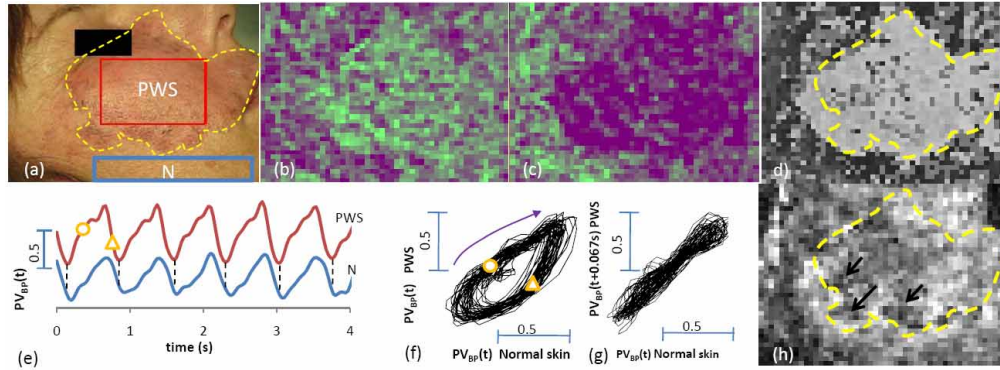 PWS
N
(a)
(b)
(c)
d)
PWS
N
0.5
PV_BP(t)
0 1 2 3 4
time (s)
(e)
PV_BP(t) PWS
0.5
0.5
PV_BP(t) Normal skin
(f)
PV_BP(t+0.067s) PWS
0.5
0.5
PV_BP(t) Normal skin
(g)
(h)